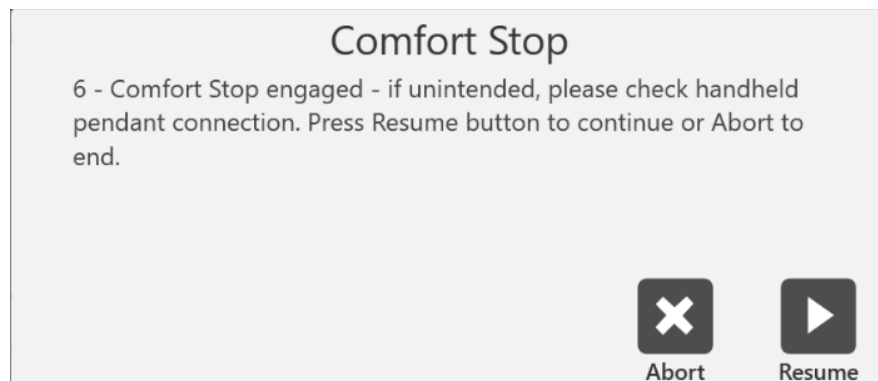 Comfort Stop
6 - Comfort Stop engaged - if unintended, please check handheld
pendant connection. Press Resume button to continue or Abort to
end.
Abort Resume